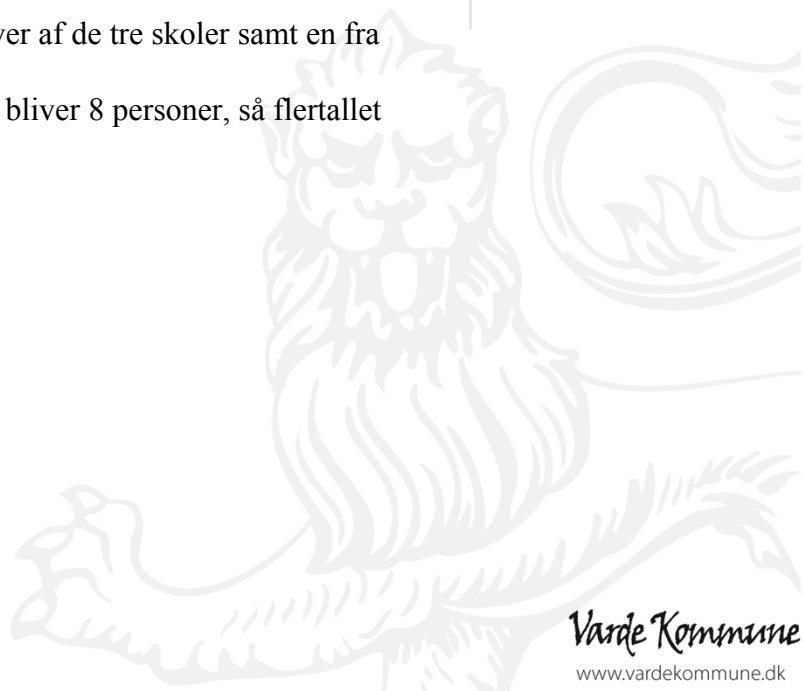 ver af de tre skoler samt en fra
bliver 8 personer, så flertallet
Varde Kommune
www.vardekommune.dk